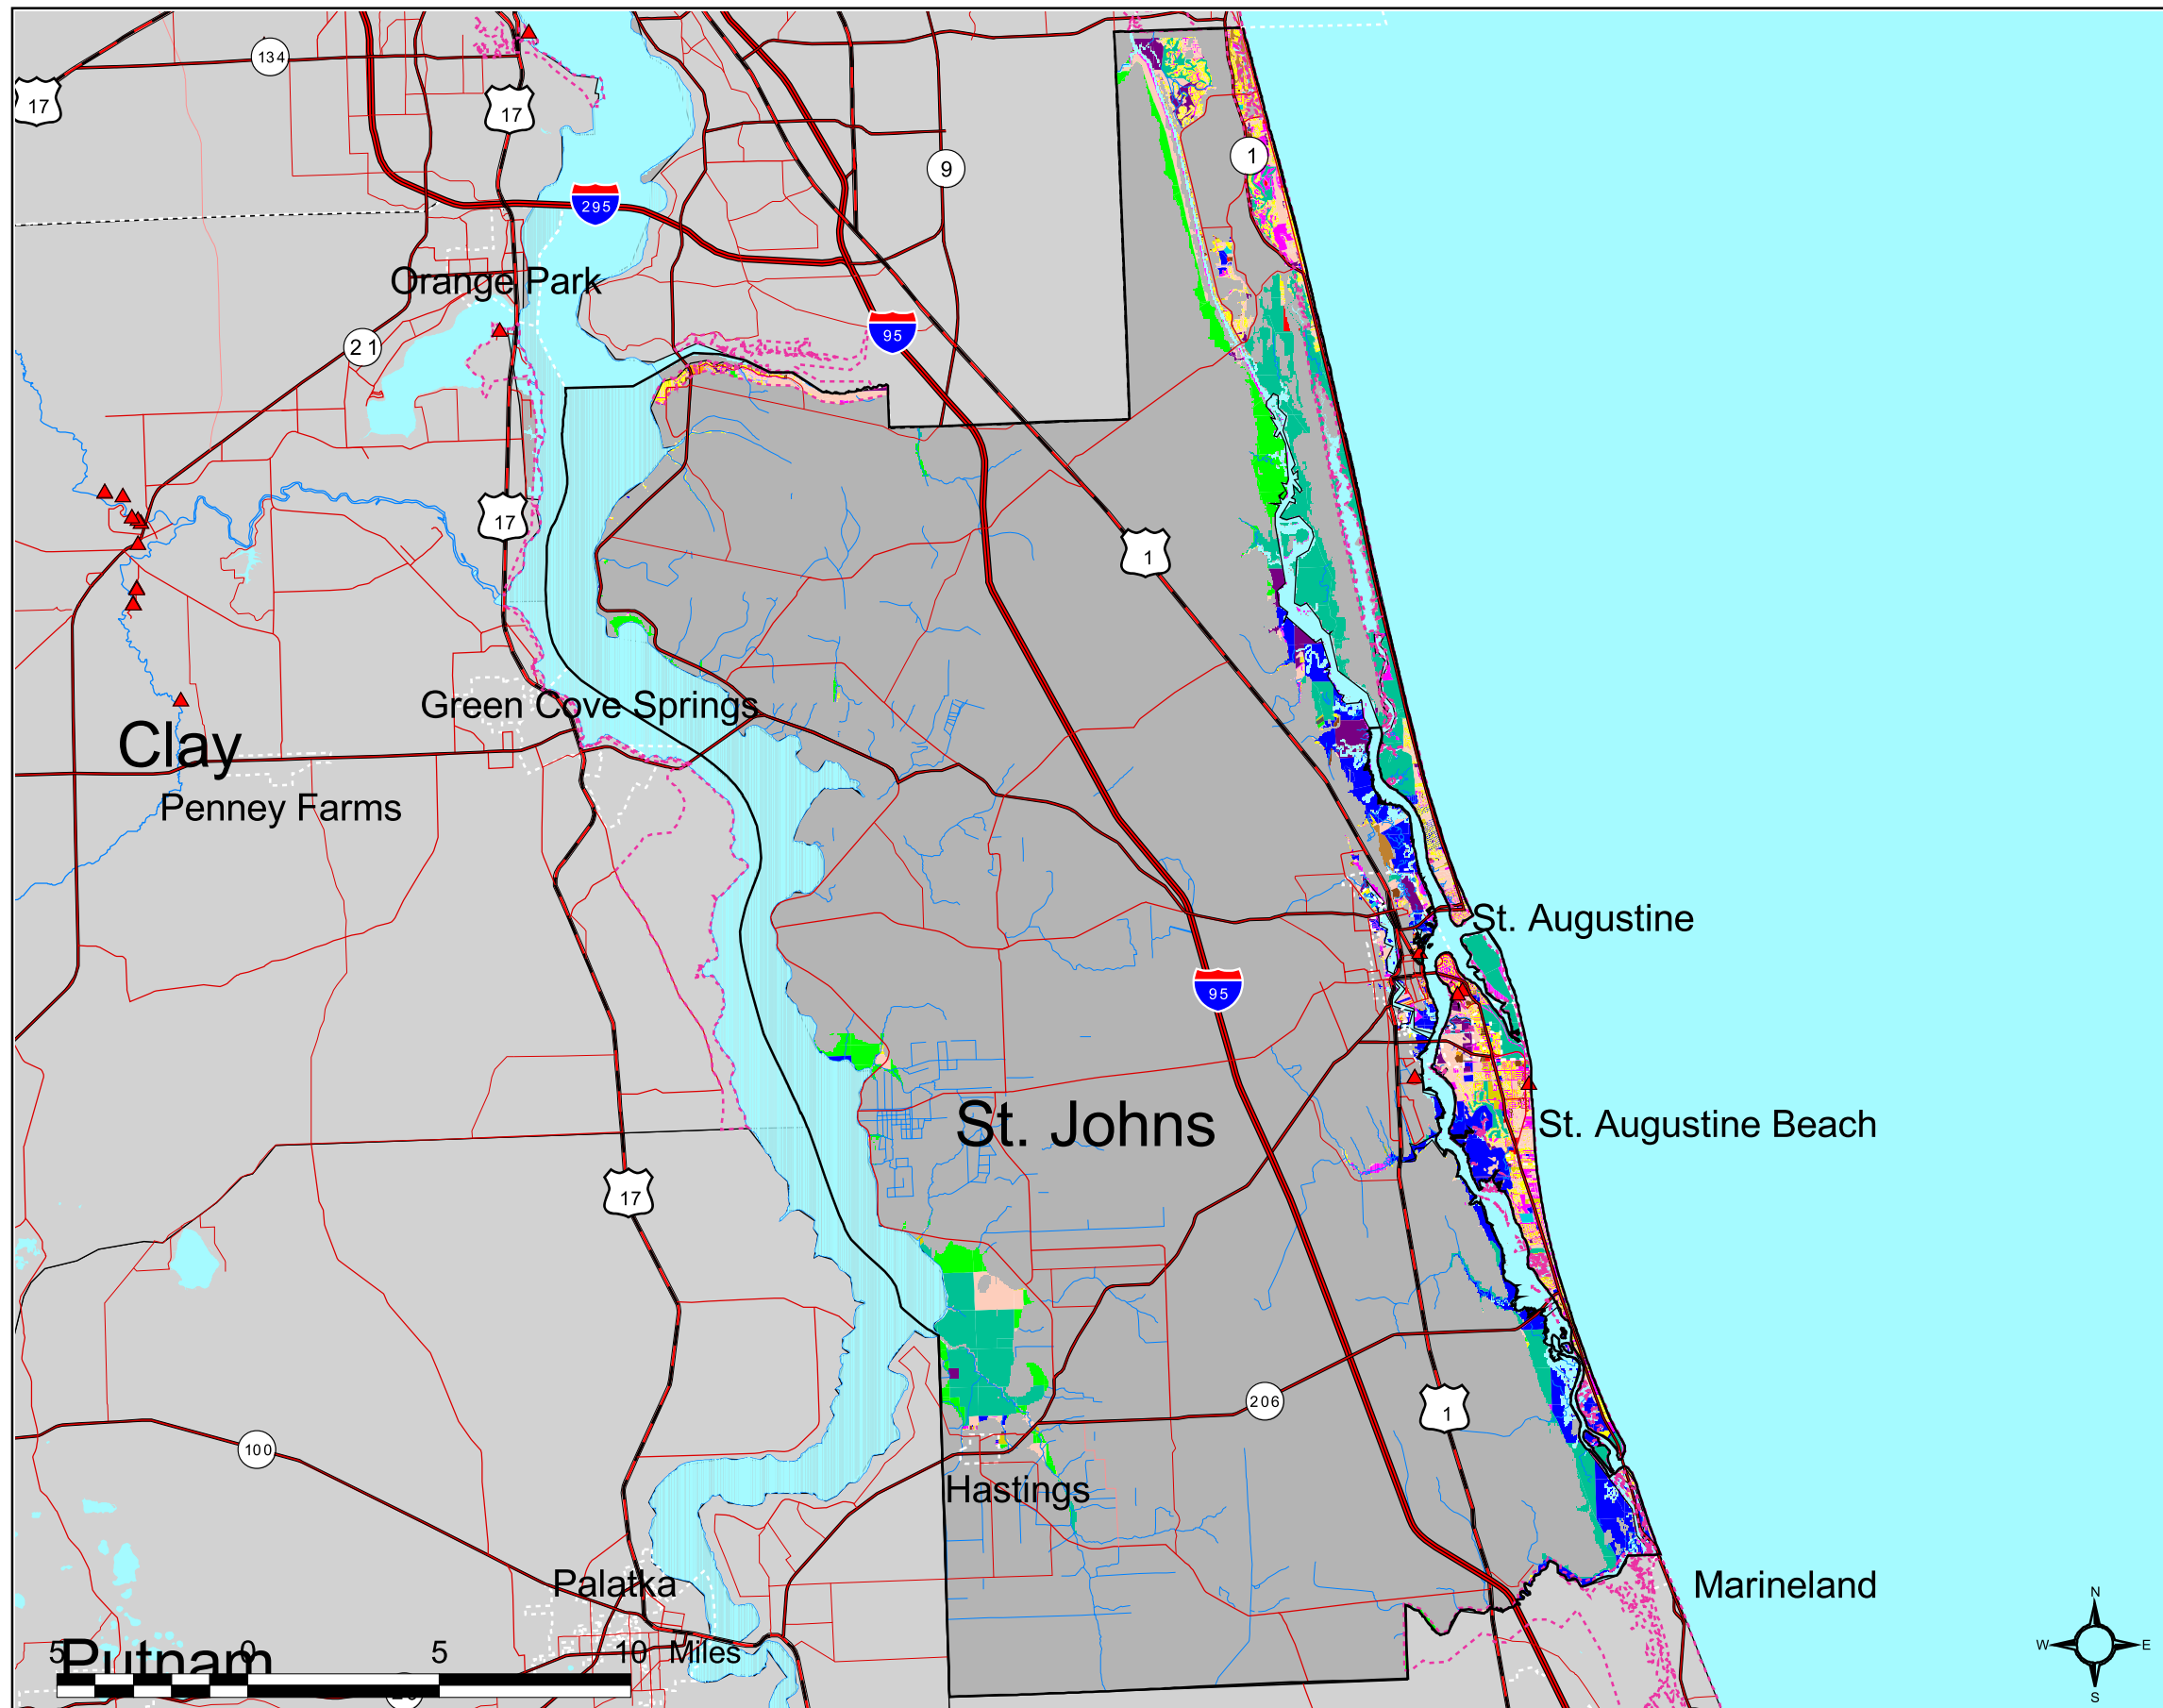 134
17
17
9
1
295
Orange Park
95
21
17
1
Green Cove Springs
Clay
Penney Farms
St. Augustine
95
St. Johns
St. Augustine Beach
17
206
1
100
Hastings
Palatka
Marineland
N
W E
S
Putnam
5 0 5 10 Miles